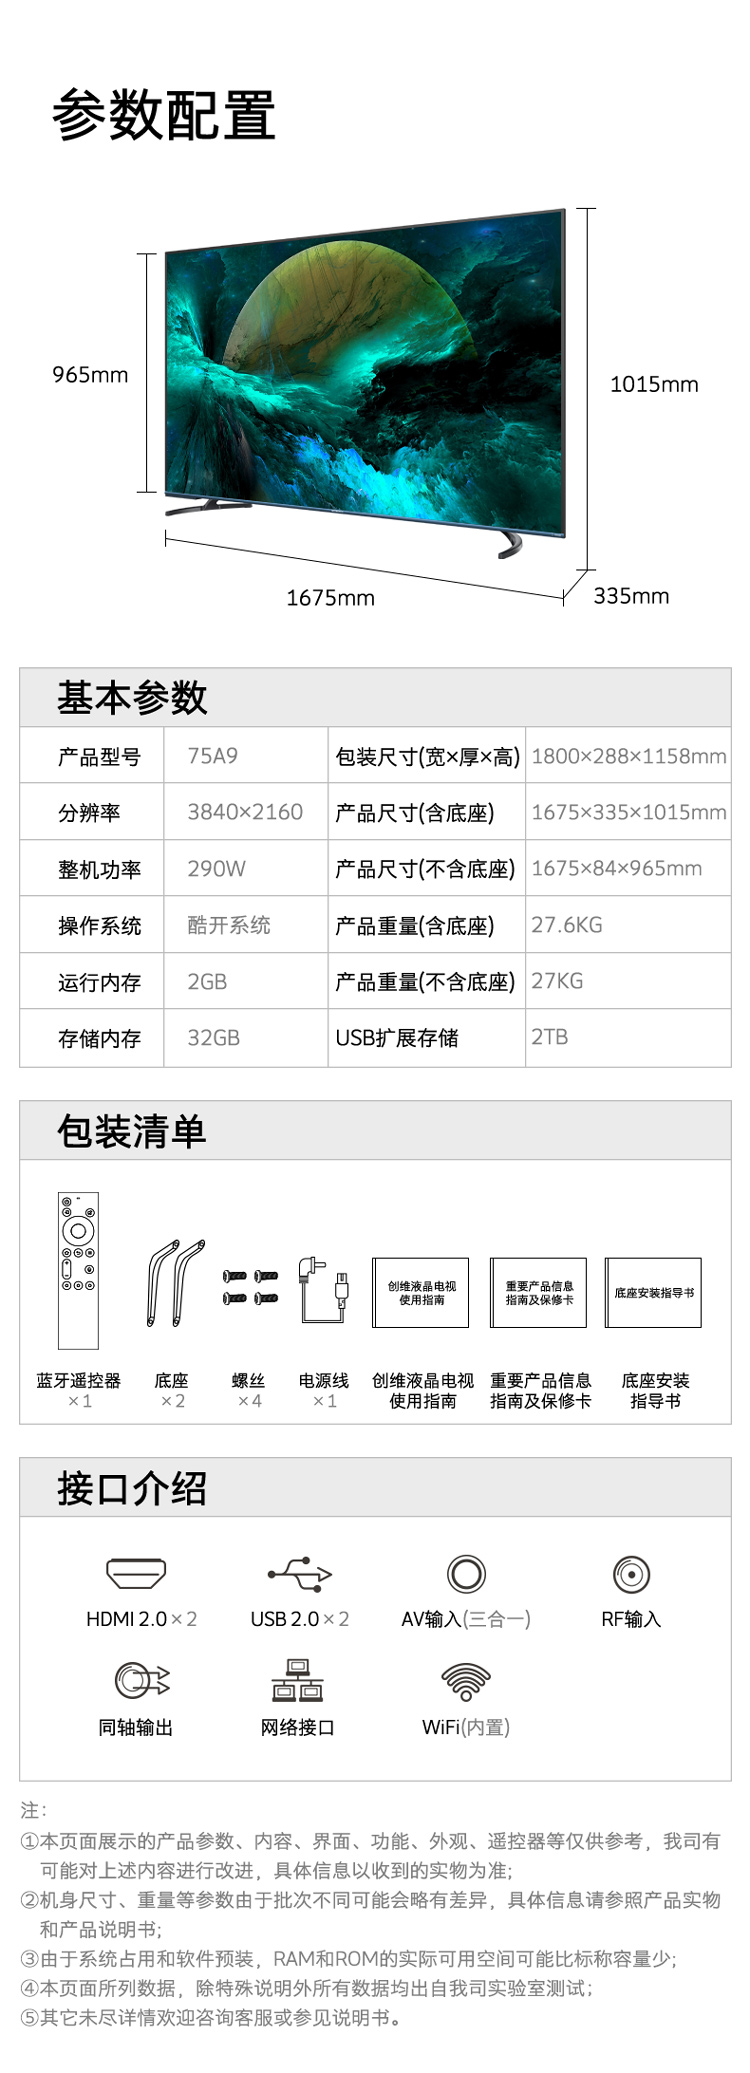 参数配置
965mm
1015mm
1675mm
335mm
基本参数
产品型号 75A9 包装尺寸(宽×厚×高) 1800×288×1158mm
分辨率 3840×2160 产品尺寸(含底座) 1675×335×1015mm
整机功率 290W 产品尺寸(不含底座) 1675×84×965mm
操作系统 酷开系统 产品重量(含底座) 27.6KG
运行内存 2GB 产品重量(不含底座) 27KG
存储内存 32GB USB扩展存储 2TB
包装清单
创维液晶电视
使用指南
重要产品信息
指南及保修卡
底座安装指导书
蓝牙遥控器 底座 螺丝 电源线 创维液晶电视 重要产品信息 底座安装
×1 ×2 ×4 ×1 使用指南 指南及保修卡 指导书
接口介绍
HDMI 2.0×2 USB 2.0×2 AV输入(三合一) RF输入
同轴输出 网络接口 WiFi(内置)
注：
①本页面展示的产品参数、内容、界面、功能、外观、遥控器等仅供参考，我司有
可能对上述内容进行改进，具体信息以收到的实物为准;
②机身尺寸、重量等参数由于批次不同可能会略有差异，具体信息请参照产品实物
和产品说明书;
③由于系统占用和软件预装，RAM和ROM的实际可用空间可能比标称容量少;
④本页面所列数据，除特殊说明外所有数据均出自我司实验室测试;
⑤其它未尽详情欢迎咨询客服或参见说明书。